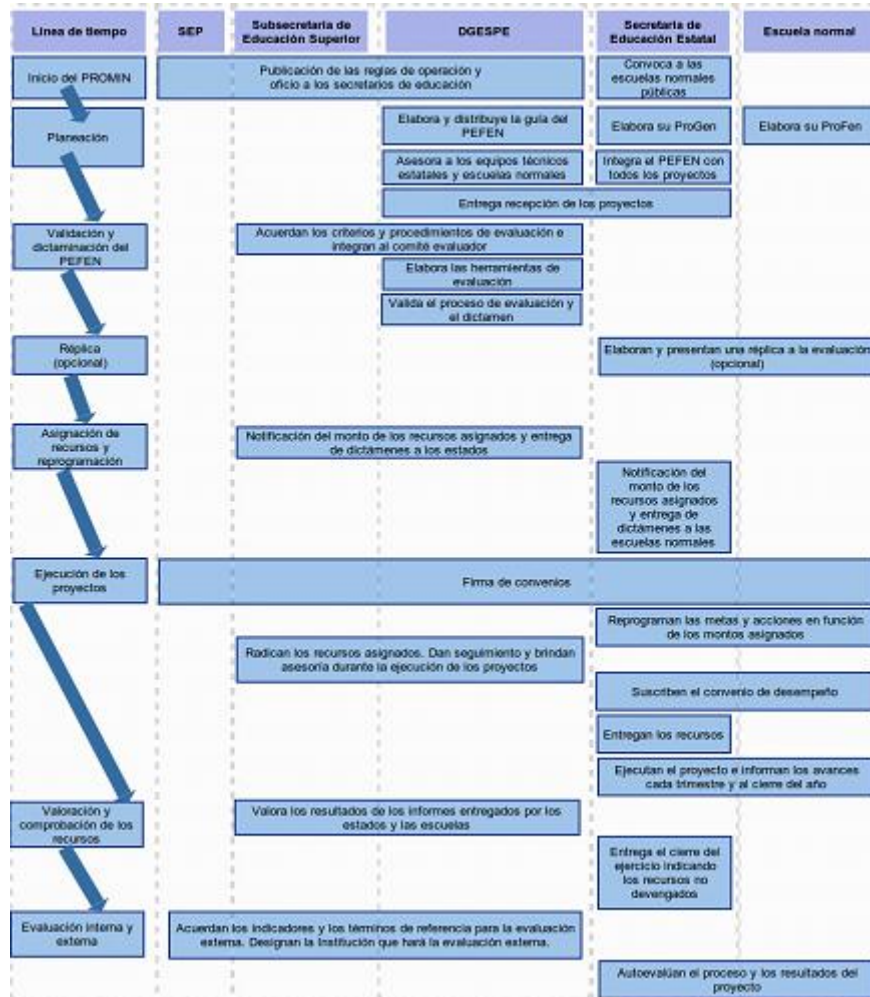 Línea de tiempo
SEP
Subsecretaría de
Educación Superior
DGESPE
Secretaría de
Educación Estatal
Escuela normal
Inicio del PROMIN
Publicación de las reglas de operación y
oficio a los secretarios de educación
Convoca a las
escuelas normales
públicas
Planeación
Elabora y distribuye la guía del
PEFEN
Elabora su ProGen
Elabora su ProFen
Asesora a los equipos técnicos
estatales y escuelas normales
Integra el PEFEN con
todos los proyectos
Entrega recepción de los proyectos
Validación y
dictaminación del
PEFEN
Acuerdan los criterios y procedimientos de evaluación e
integran al comité evaluador
Elabora las herramientas de
evaluación
Valida el proceso de evaluación y
el dictamen
Réplica
(opcional)
Elaboran y presentan una réplica a la evaluación
(opcional)
Asignación de
recursos y
reprogramación
Notificación del monto de los recursos asignados y entrega
de dictámenes a los estados
Notificación del
monto de los
recursos asignados
y entrega de
dictámenes a las
escuelas normales
Ejecución de los
proyectos
Firma de convenios
Reprograman las metas y acciones en función
de los montos asignados
Radican los recursos asignados. Dan seguimiento y brindan
asesoría durante la ejecución de los proyectos
Suscriben el convenio de desempeño
Entregan los recursos
Ejecutan el proyecto e informan los avances
cada trimestre y al cierre del año
Valoración y
comprobación de los
recursos
Valora los resultados de los informes entregados por los
estados y las escuelas
Entrega el cierre del
ejercicio indicando
los recursos no
devengados
Evaluación interna y
externa
Acuerdan los indicadores y los términos de referencia para la evaluación
externa. Designan la Institución que hará la evaluación externa.
Autoevalúan el proceso y los resultados del
proyecto